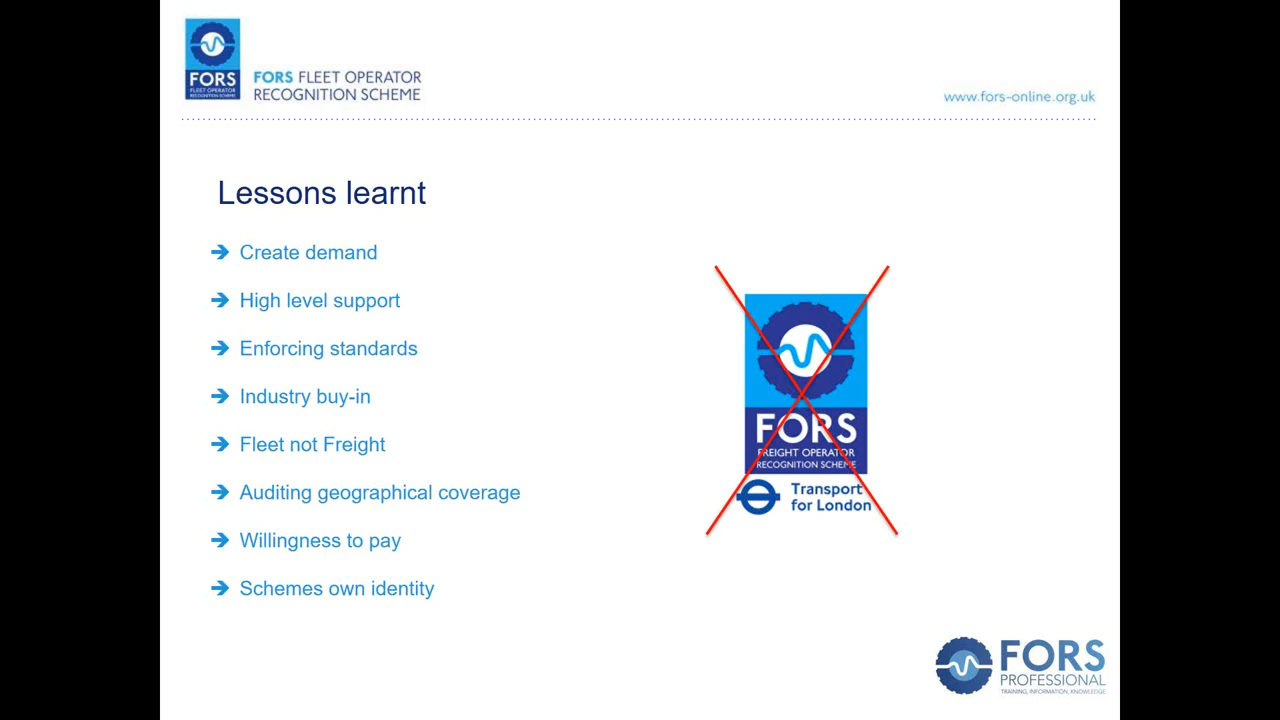 FORS
FLEET OPERATOR
RECOGNITION SCHEME
FORS FLEET OPERATOR
RECOGNITION SCHEME
www.fors-online.org.uk
Lessons learnt
Create demand
High level support
Enforcing standards
Industry buy-in
Fleet not Freight
Auditing geographical coverage
Willingness to pay
Schemes own identity
FORS
FREIGHT OPERATOR
RECOGNITION SCHEME
Transport
for London
FORS
PROFESSIONAL
TRAINING, INFORMATION, KNOWLEDGE